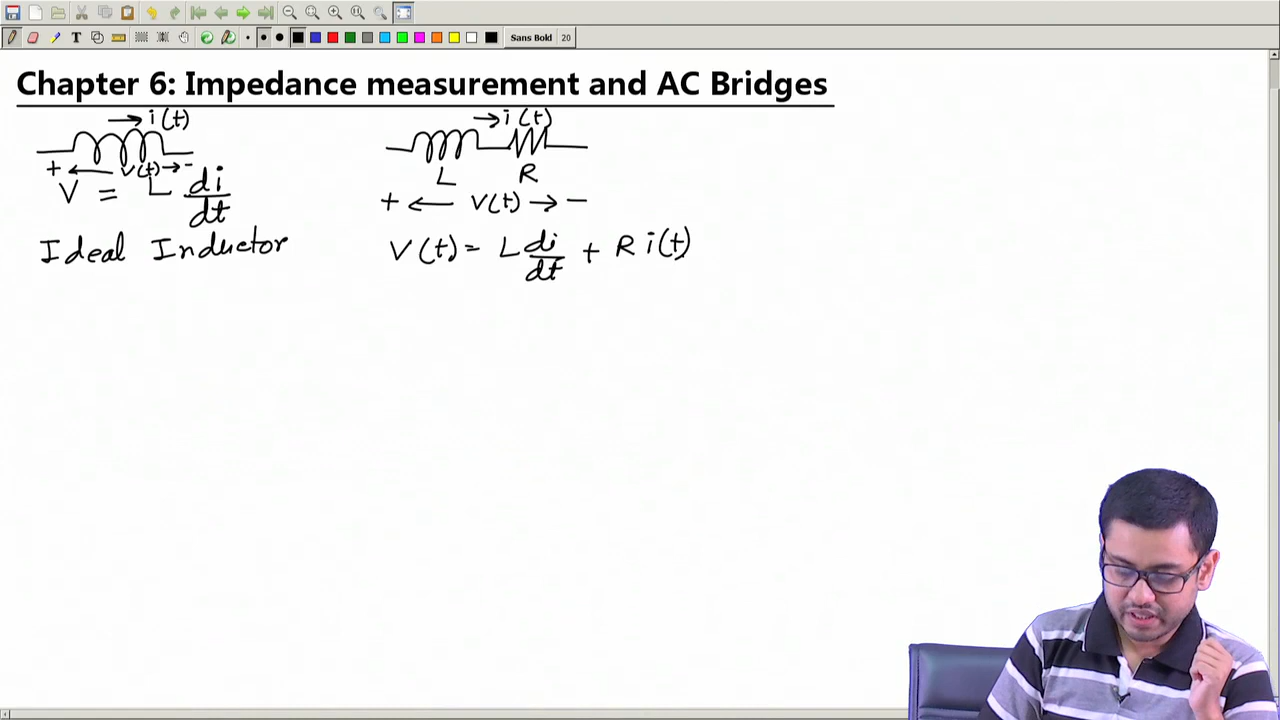 Sans Bold 20
Chapter 6: Impedance measurement and AC Bridges
i(t)
+ v(t) -
V = L di/dt
Ideal Inductor
i(t)
L R
+ v(t) -
V(t) = L di/dt + R i(t)